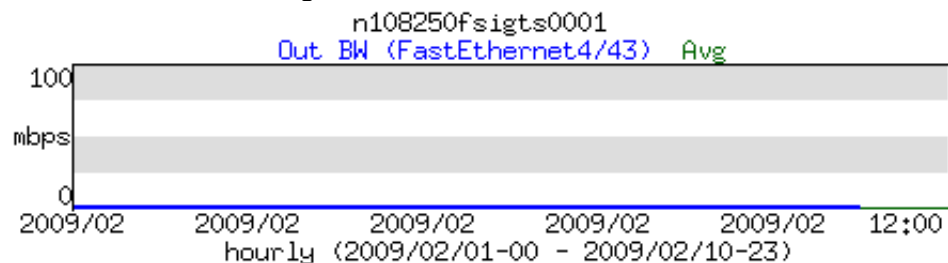 n108250fsigts0001
Out BW (FastEthernet4/43) Avg
100
mbps
0
2009/02 2009/02 2009/02 2009/02 2009/02 12:00
hourly (2009/02/01-00 - 2009/02/10-23)